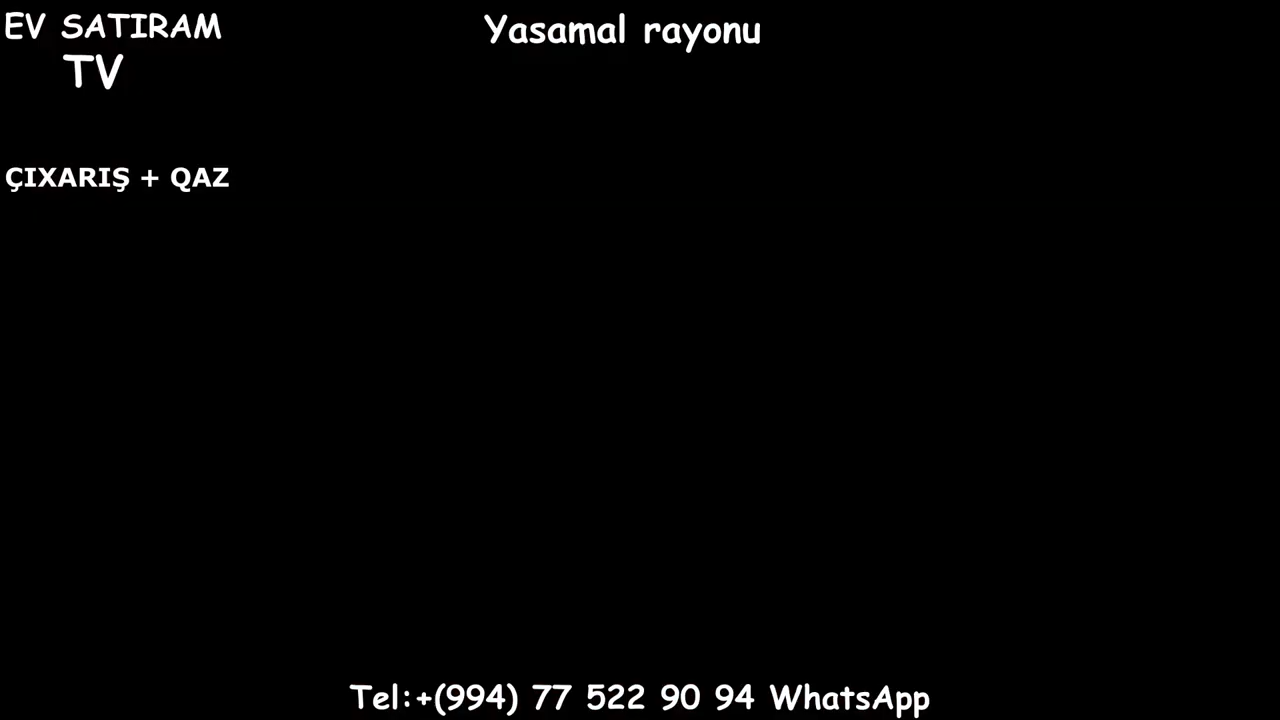 EV SATIRAM
TV
Yasamal rayonu
ÇIXARIŞ + QAZ
Tel:+(994) 77 522 90 94 WhatsApp